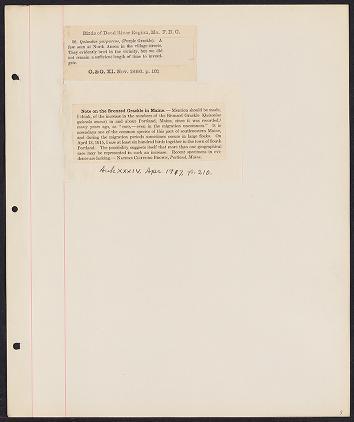 Birds of Dead River Region, Me. F. B. C.
96. Quiscalus purpureus, (Purple Grackle). A
few seen at North Anson in the village streets.
They evidently bred in the vicinity, but we did
not remain a sufficient length of time to investi-
gate.
O. & O. XI. Nov. 1886. p. 162
Note on the Bronzed Grackle in Maine. — Mention should be made,
I think, of the increase in the numbers of the Bronzed Grackle (Quiscalus
quiscula æneus) in and about Portland, Maine, since it was recorded,
many years ago, as "rare, — even in the migration uncommon." It is
nowadays one of the common species of this part of southwestern Maine,
and during the migration periods sometimes occurs in large flocks. On
April 18, 1915, I saw at least six hundred birds together in the town of South
Portland. The possibility suggests itself that more than one geographical
race may be represented in such an increase. Recent specimens in evi-
dence are lacking. — Nathan Clifford Brown, Portland, Maine.
Auk XXXIV, Apr. 1917, p. 210.